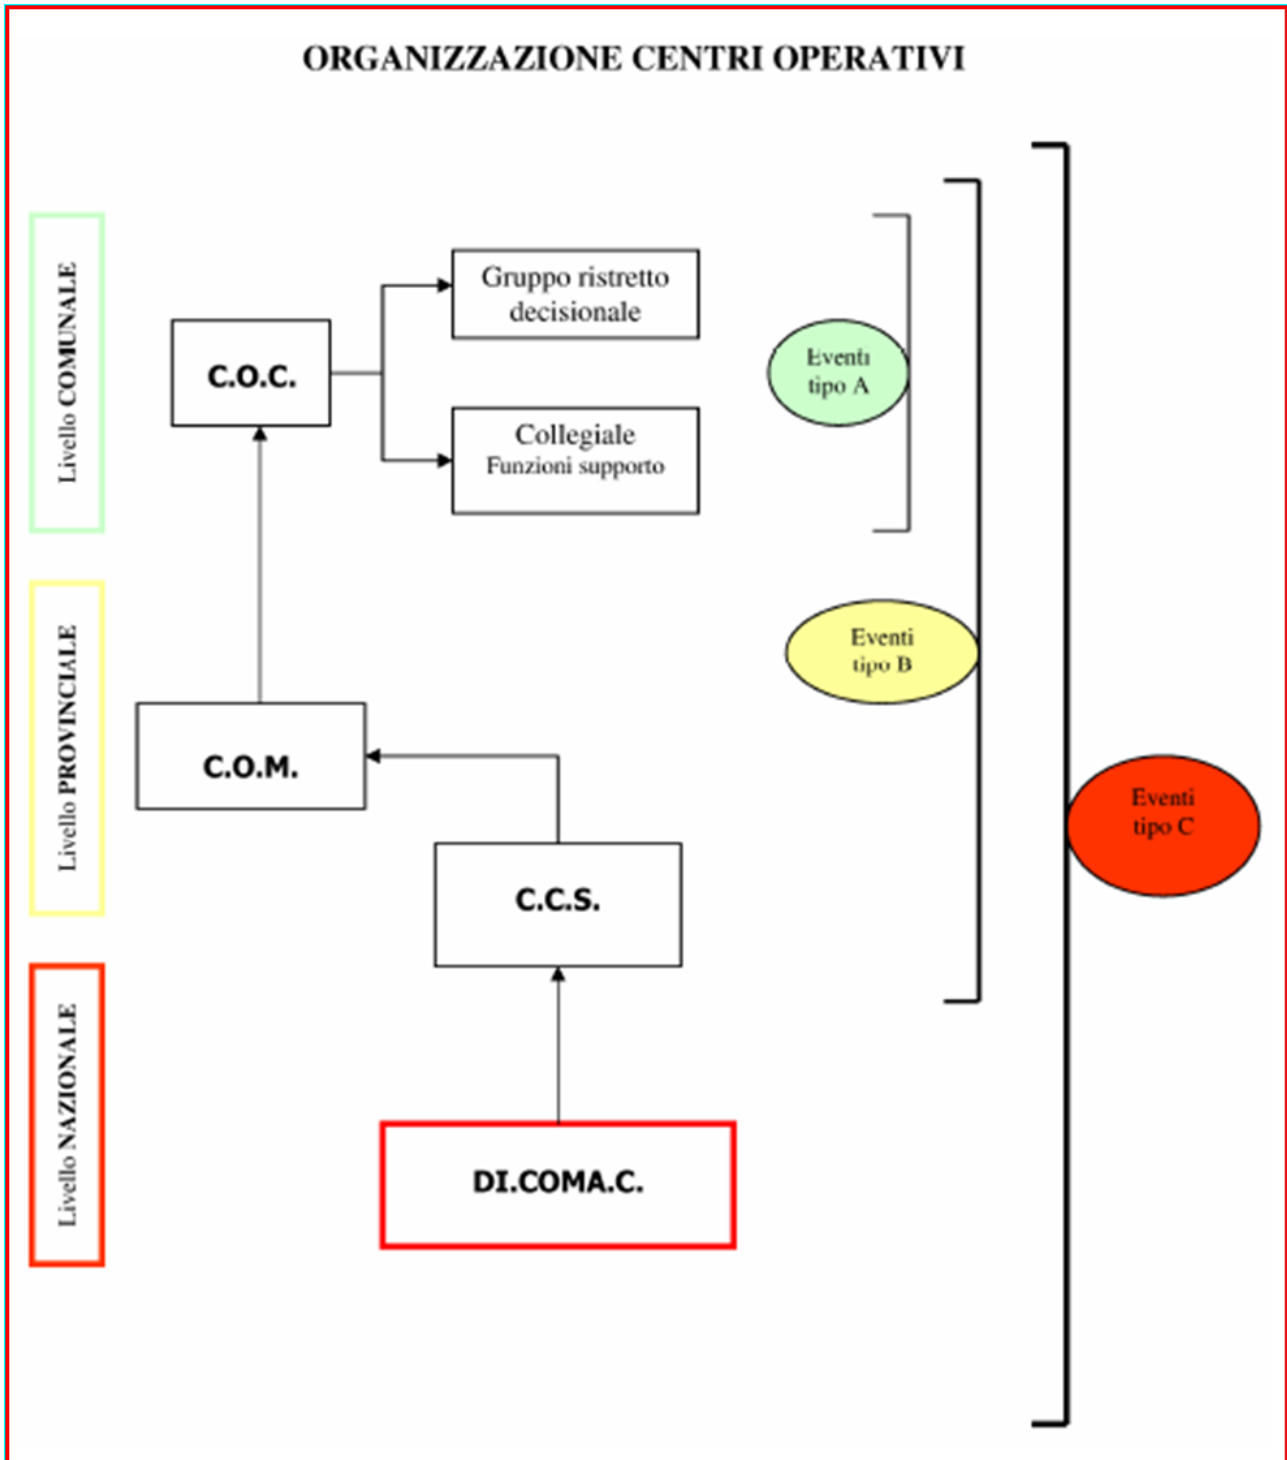 ORGANIZZAZIONE CENTRI OPERATIVI
Livello COMUNALE
C.O.C.
Gruppo ristretto
decisionale
Collegiale
Funzioni supporto
Eventi
tipo A
Livello PROVINCIALE
Eventi
tipo B
C.O.M.
C.C.S.
Eventi
tipo C
Livello NAZIONALE
DI.COMA.C.